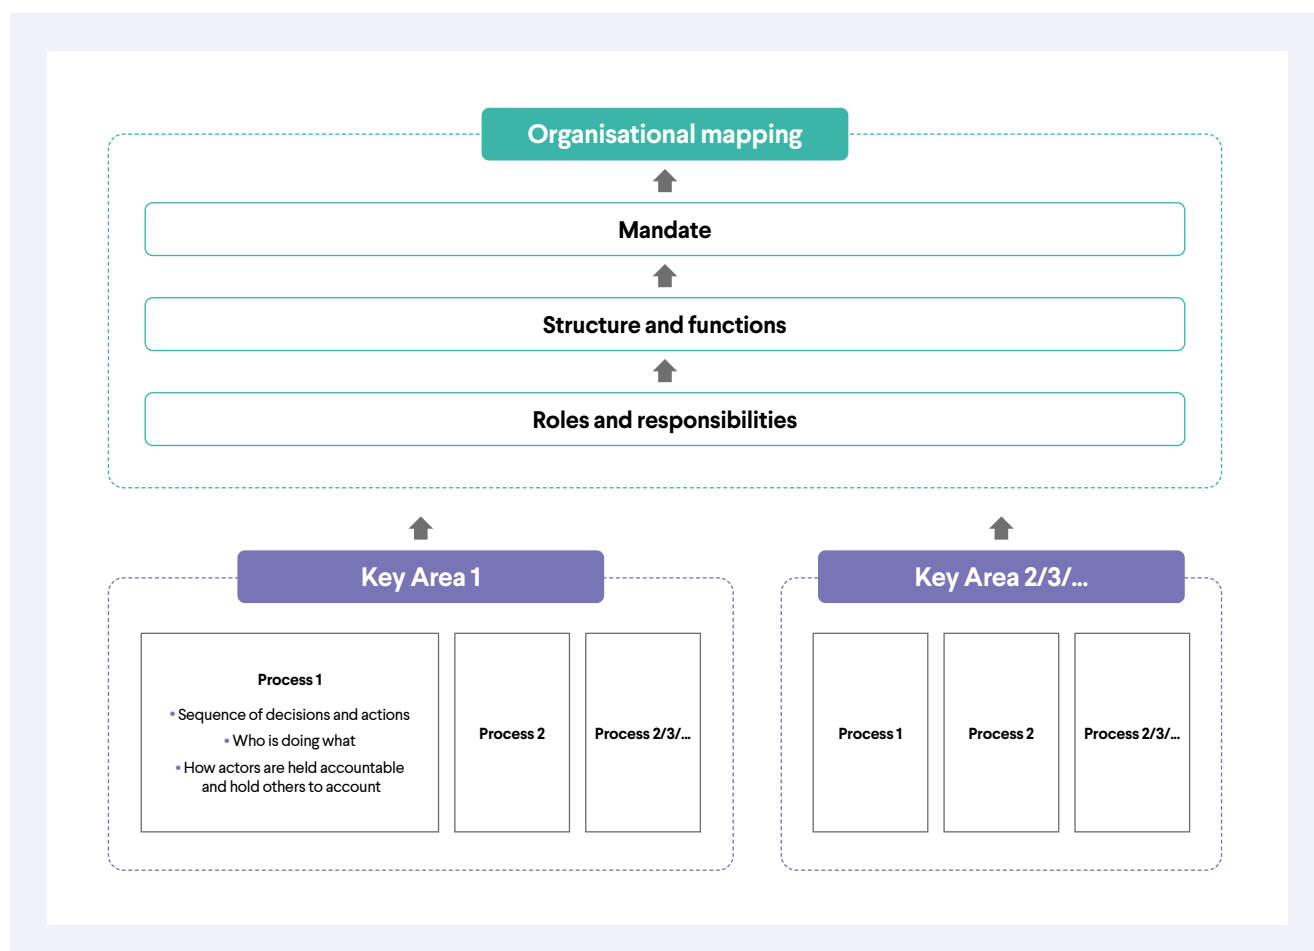 Organisational mapping
Mandate
Structure and functions
Roles and responsibilities
Key Area 1
Process 1
• Sequence of decisions and actions
• Who is doing what
• How actors are held accountable
and hold others to account
Process 2
Process 2/3/...
Key Area 2/3/...
Process 1
Process 2
Process 2/3/...